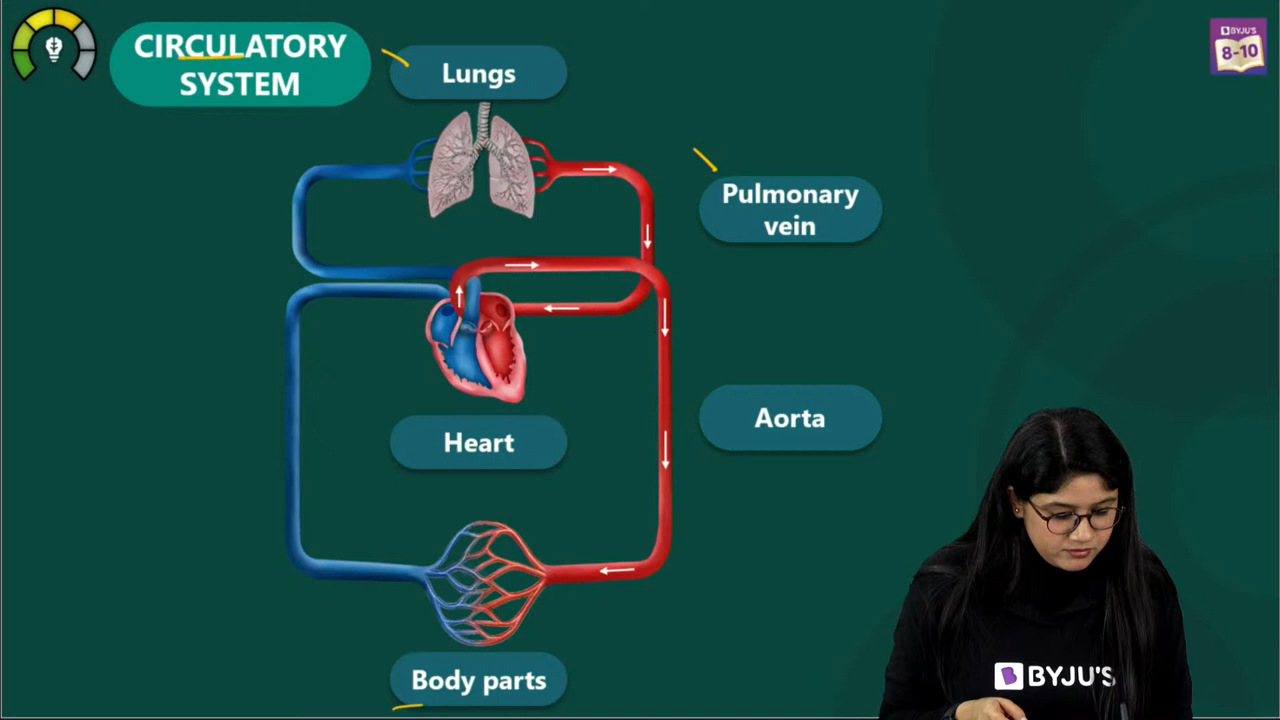 CIRCULATORY
SYSTEM
Lungs
BYJU'S
8-10
Pulmonary
vein
Aorta
Heart
Body parts
BYJU'S